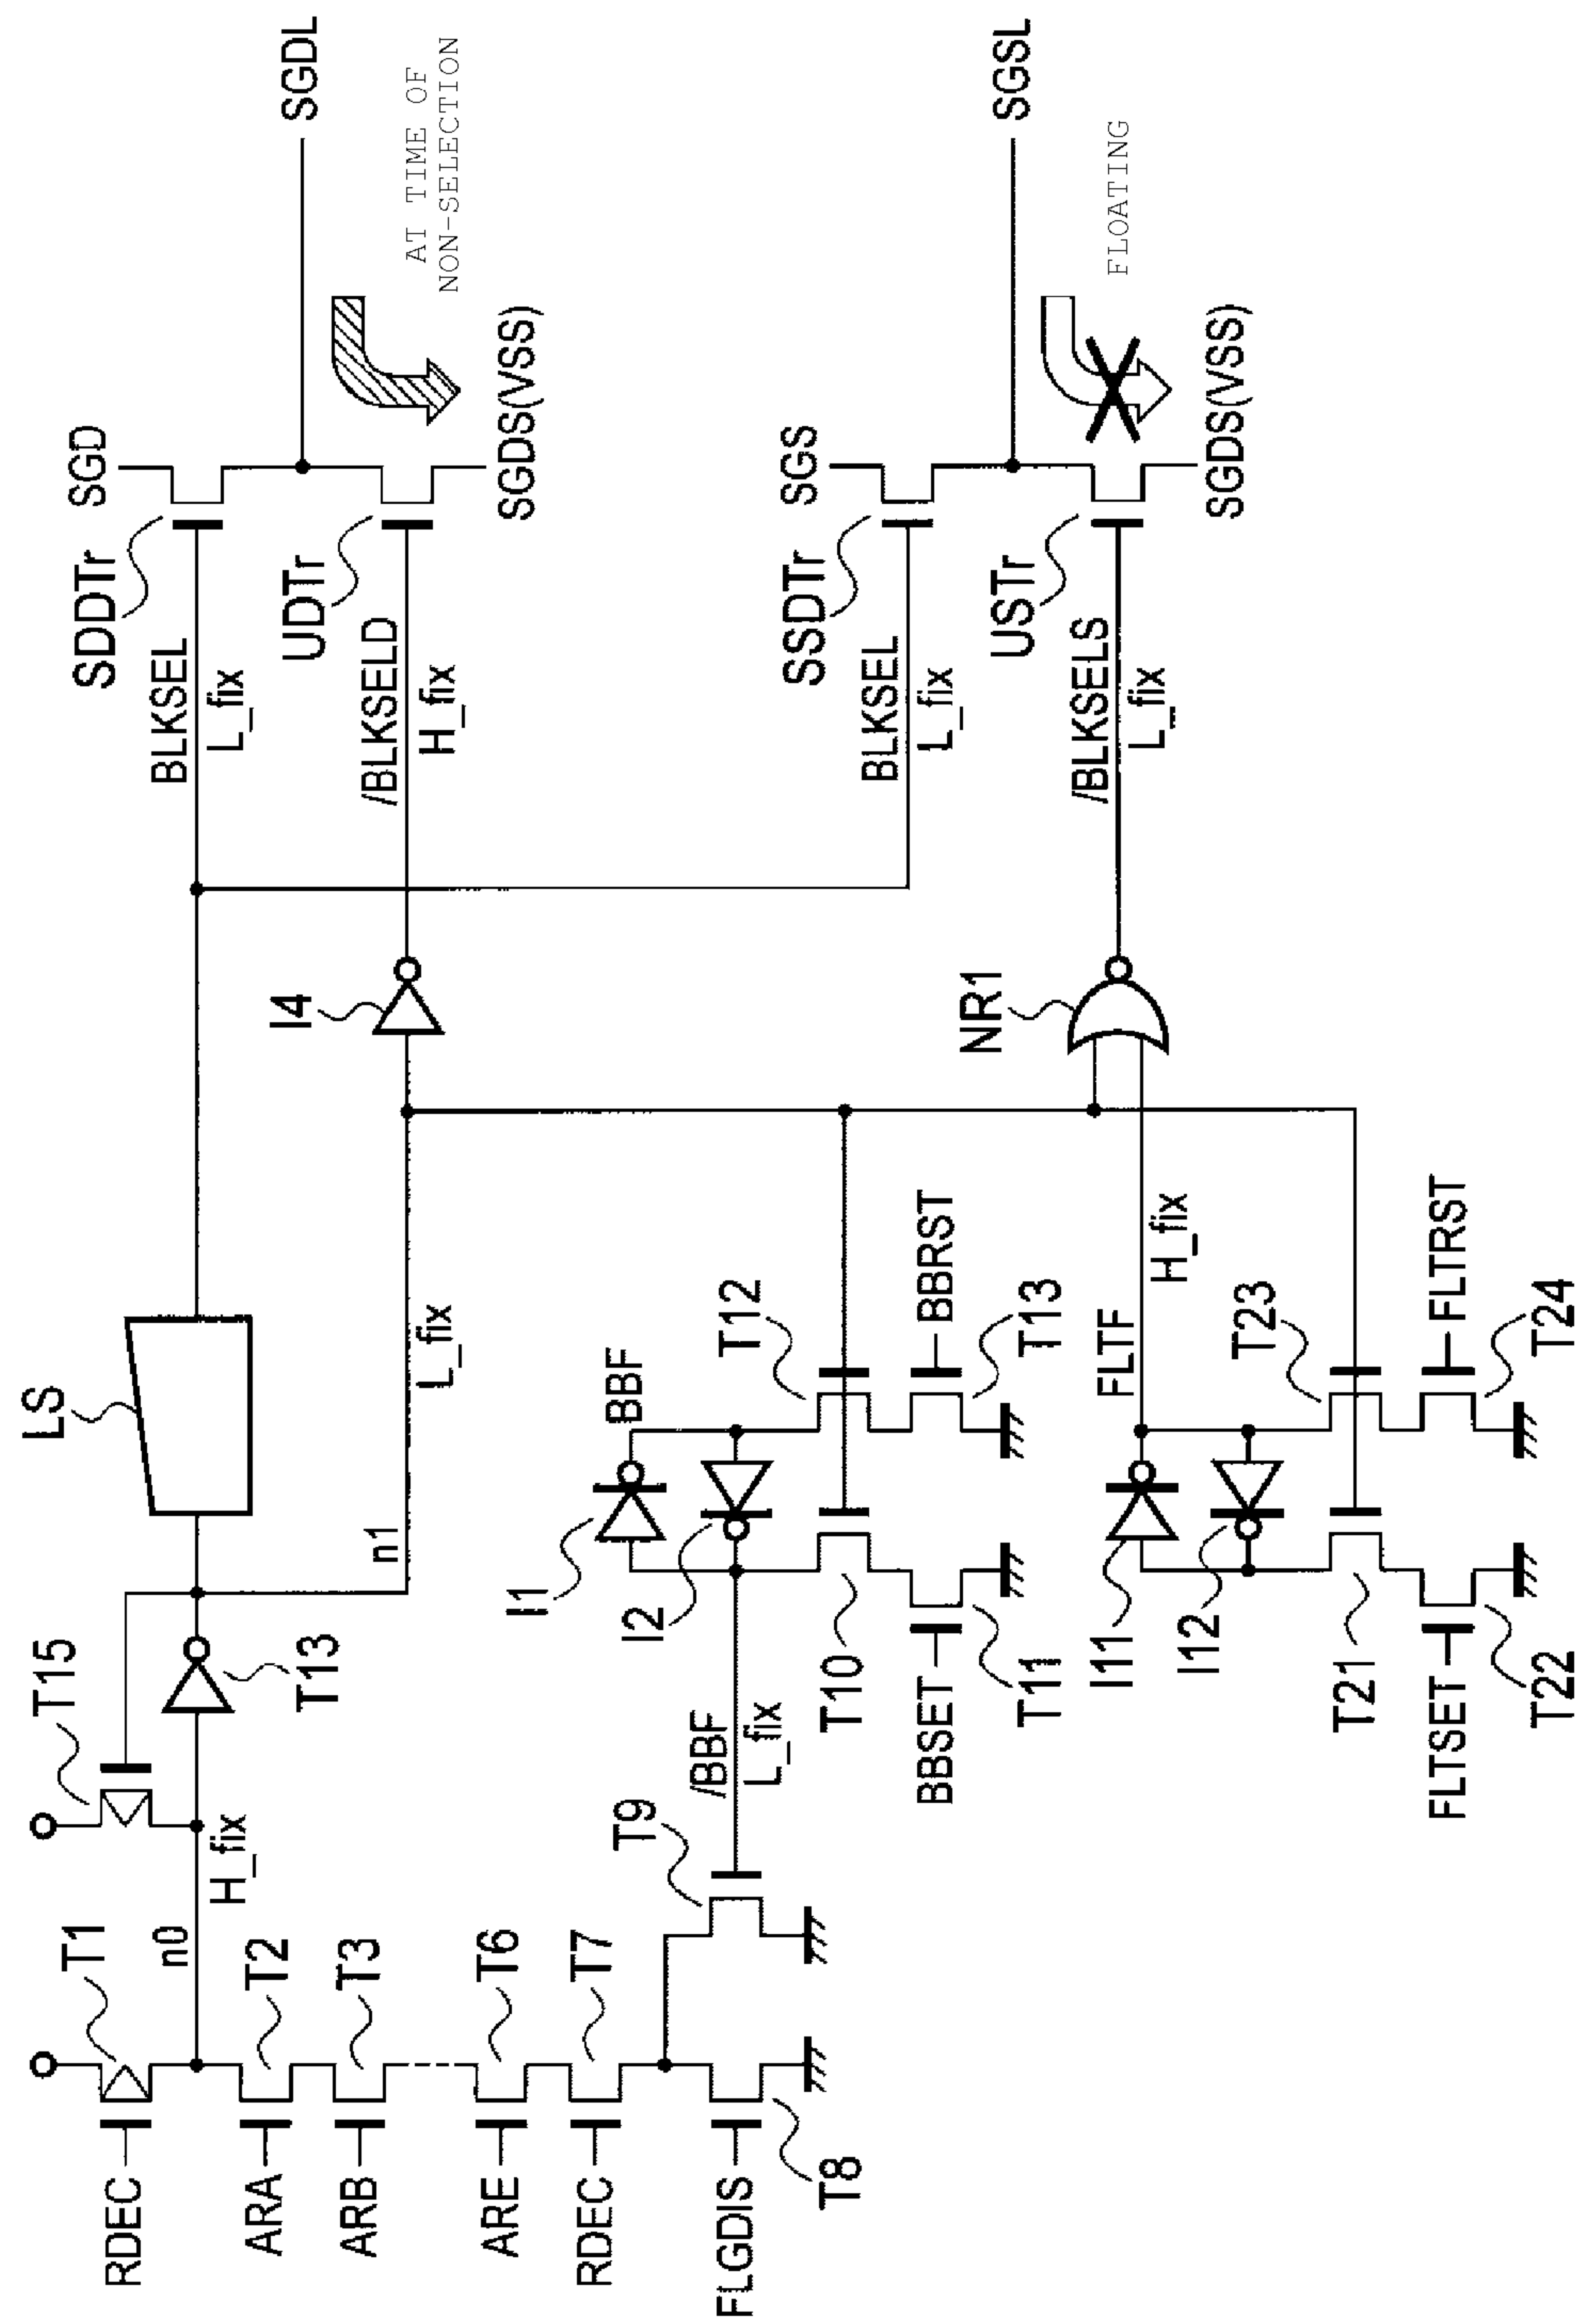 RDEC
T1
n0
H_fix
T15
T13
LS
n1
L_fix
ARA
T2
ARB
T3
ARE
T6
RDEC
T7
FLGDIS
T8
T9
/BBF
L_fix
I1
I2
BBF
T10
BBSET
T11
T12
BBRST
T13
I11
I12
FLTF
H_fix
T21
FLTSET
T22
T23
FLTRST
T24
I4
NR1
BLKSEL
L_fix
SDDTr
SGD
SGDL
/BLKSELD
H_fix
UDTr
SGDS(VSS)
AT TIME OF
NON-SELECTION
BLKSEL
L_fix
SSDTr
SGS
SGSL
/BLKSELS
L_fix
USTr
SGDS(VSS)
FLOATING